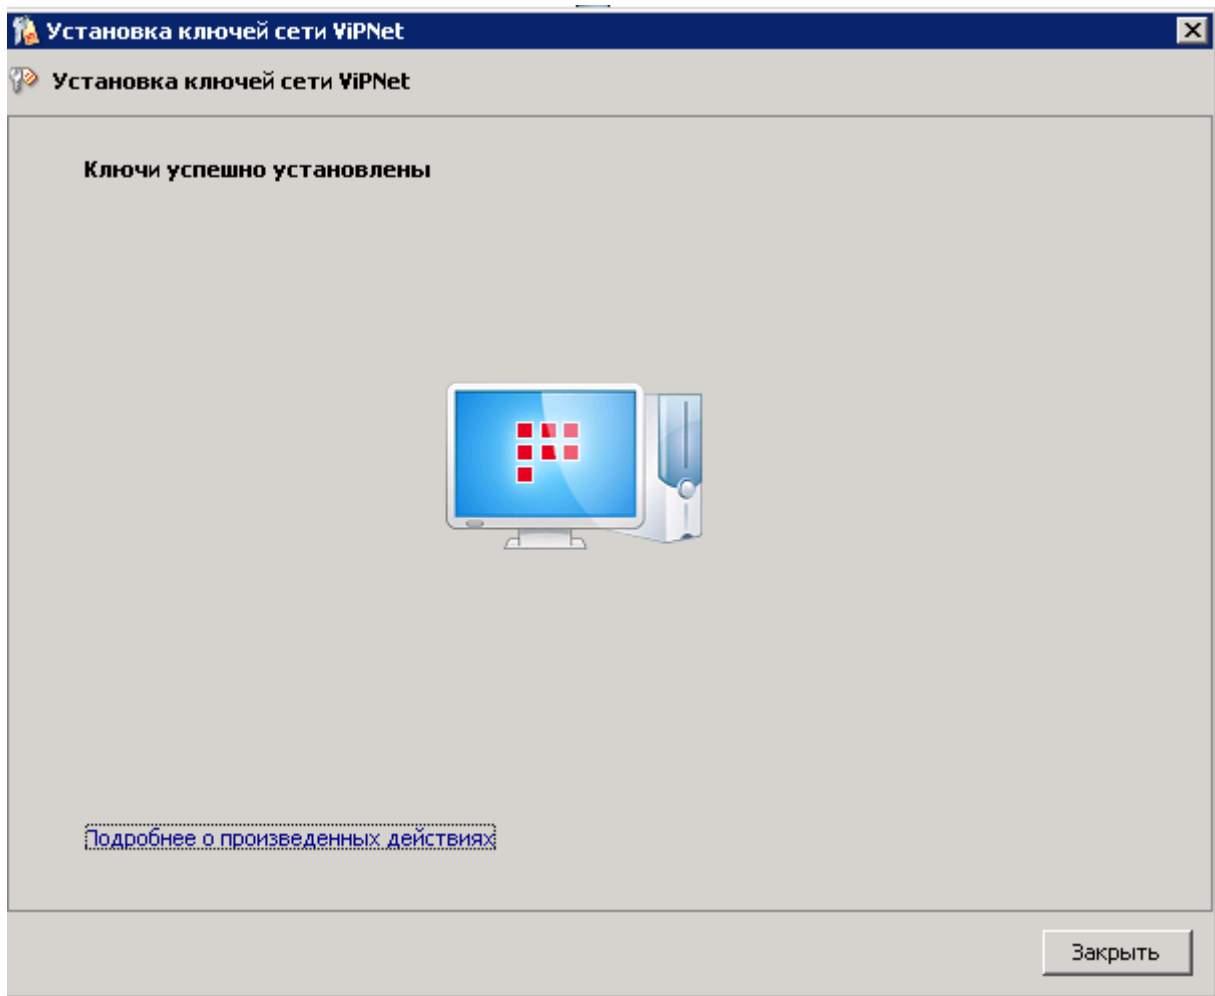 Установка ключей сети ViPNet
Установка ключей сети ViPNet
Ключи успешно установлены
Подробнее о произведенных действиях
Закрыть